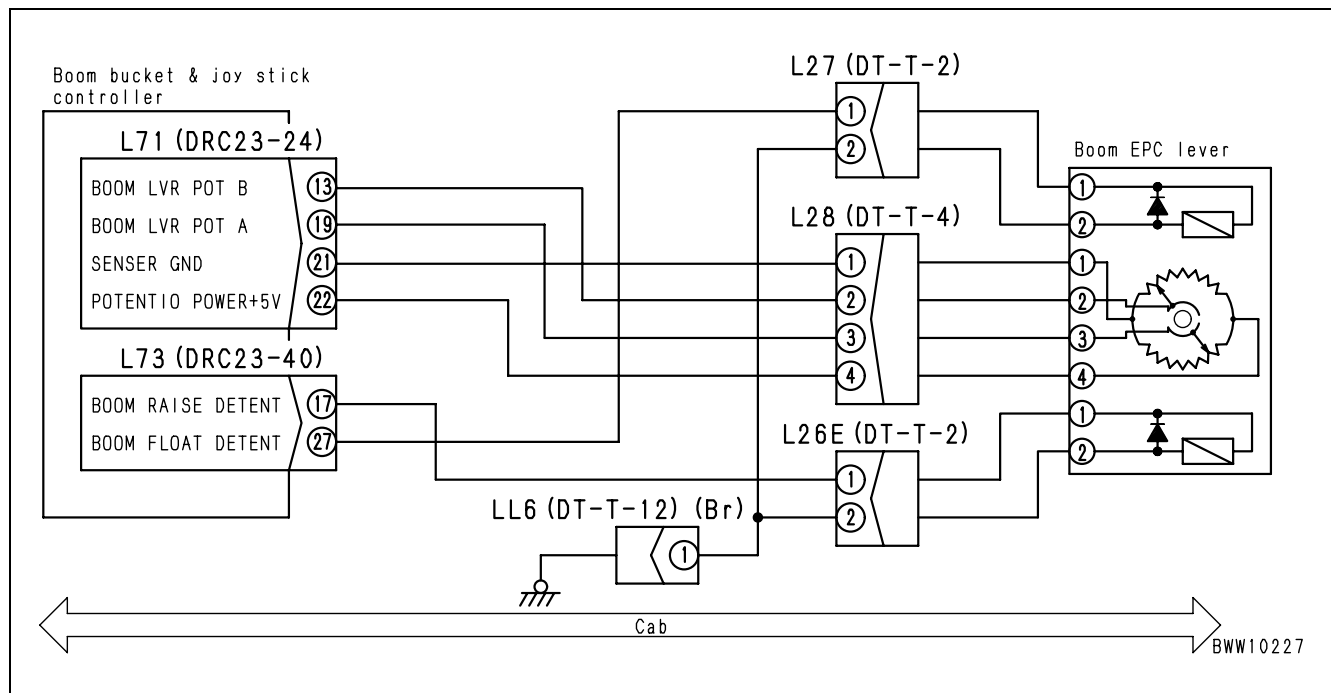 Boom bucket & joy stick
controller
L71 (DRC23-24)
BOOM LVR POT B 13
BOOM LVR POT A 19
SENSER GND 21
POTENTIO POWER+5V 22
L73 (DRC23-40)
BOOM RAISE DETENT 17
BOOM FLOAT DETENT 27
L27 (DT-T-2)
1
2
L28 (DT-T-4)
1
2
3
4
L26E (DT-T-2)
1
2
LL6 (DT-T-12) (Br)
1
Boom EPC lever
1
2
1
2
3
4
1
2
Cab
BWW10227